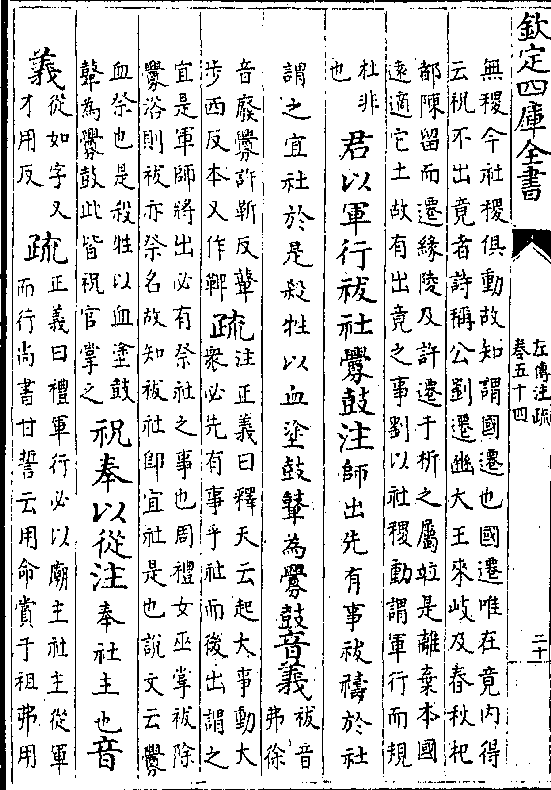 欽定四庫全書
左傳注疏
卷五十四
二十
無稷今社稷俱動故知謂國遷也國遷唯在竟內得
云祝不出竟者詩稱公劉遷豳大王來岐及春秋杞
都陳留而遷緣陵及許遷于析之屬竝是離棄本國
遠適它土故有出竟之事劉以社稷動謂軍行而規
杜非
也
君以軍行祓社釁鼓注師出先有事祓禱於社
謂之宜社於是殺牲以血塗鼓鼙為釁鼓音義祓音
弗徐
音廢釁許靳反鼙
步西反本又作鞞
疏注正義曰釋天云起大事動大
衆必先有事乎社而後出謂之
宜是軍師將出必有祭社之事也周禮女巫掌祓除
釁浴則祓亦祭名故知祓社即宜社是也說文云釁
血祭也是殺牲以血塗鼓
鼙為釁鼓此皆祝官掌之
祝奉以從注奉社主也音
義從如字又
才用反
疏正義曰禮軍行必以廟主社主從軍
而行尚書甘誓云用命賞于祖弗用